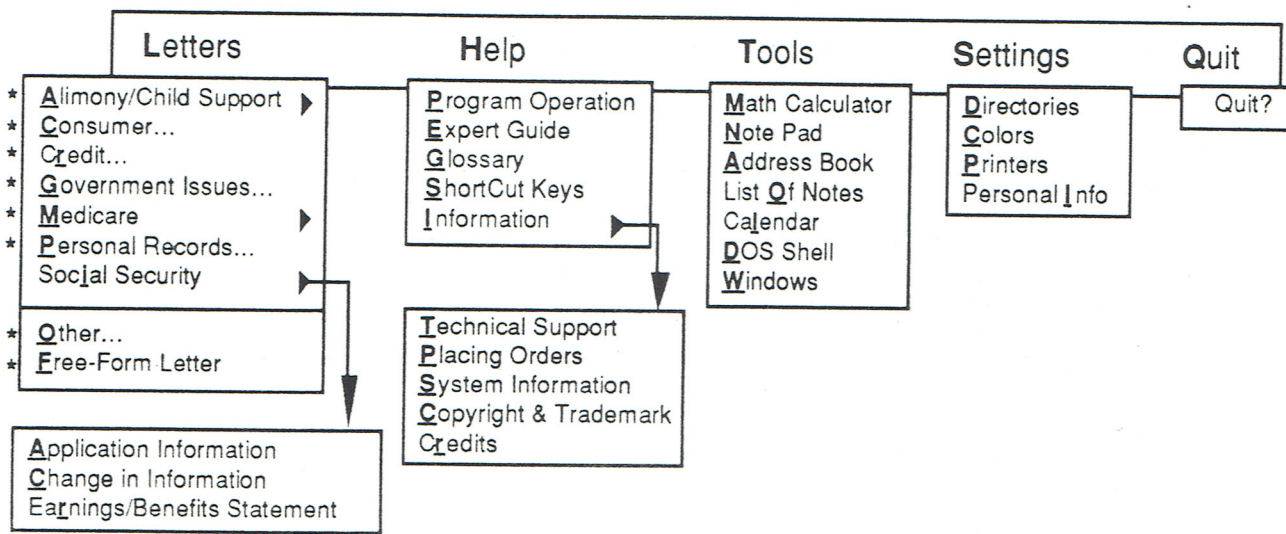 Letters Help Tools Settings Quit
* Alimony/Child Support
* Consumer...
* Credit...
* Government Issues...
* Medicare
* Personal Records...
Social Security
* Other...
* Free-Form Letter
Application Information
Change in Information
Earnings/Benefits Statement
Program Operation
Expert Guide
Glossary
ShortCut Keys
Information
Technical Support
Placing Orders
System Information
Copyright & Trademark
Credits
Math Calculator
Note Pad
Address Book
List Of Notes
Calendar
DOS Shell
Windows
Directories
Colors
Printers
Personal Info
Quit?